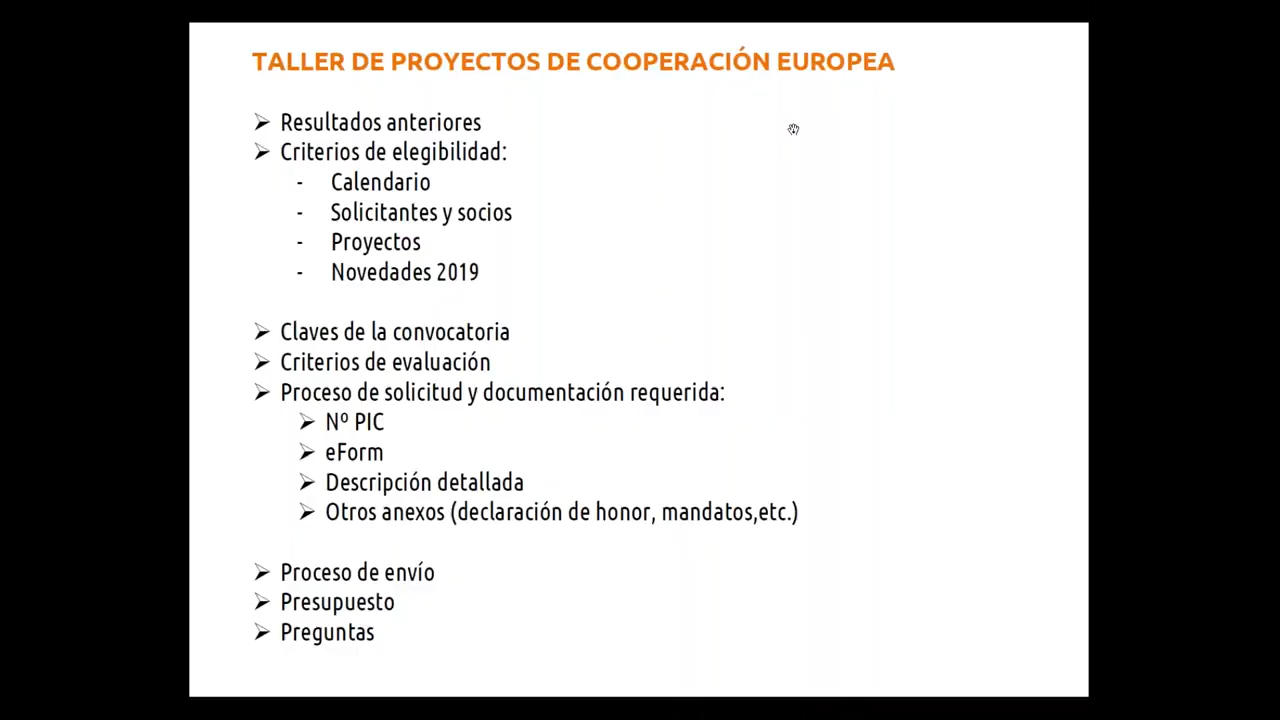 TALLER DE PROYECTOS DE COOPERACIÓN EUROPEA
➢ Resultados anteriores
➢ Criterios de elegibilidad:
- Calendario
- Solicitantes y socios
- Proyectos
- Novedades 2019
➢ Claves de la convocatoria
➢ Criterios de evaluación
➢ Proceso de solicitud y documentación requerida:
➢ Nº PIC
➢ eForm
➢ Descripción detallada
➢ Otros anexos (declaración de honor, mandatos,etc.)
➢ Proceso de envío
➢ Presupuesto
➢ Preguntas